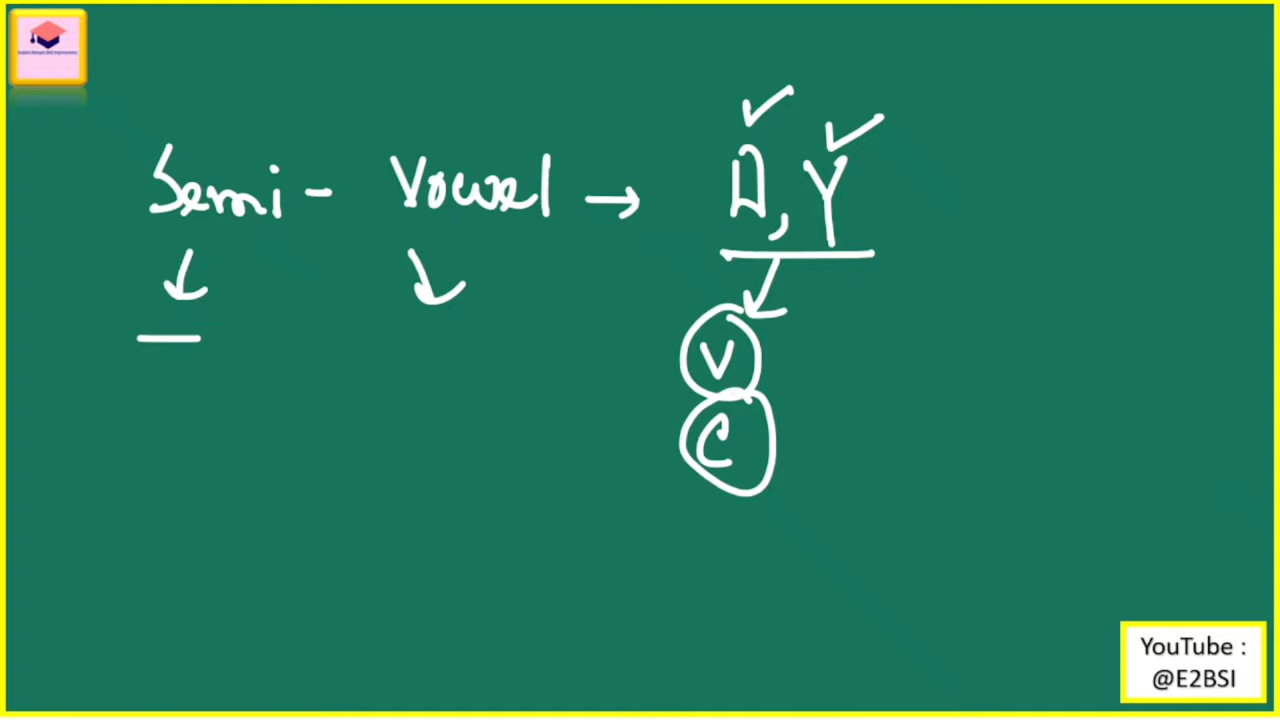 Semi - Vowel → D, Y
V
C
YouTube :
@E2BSI